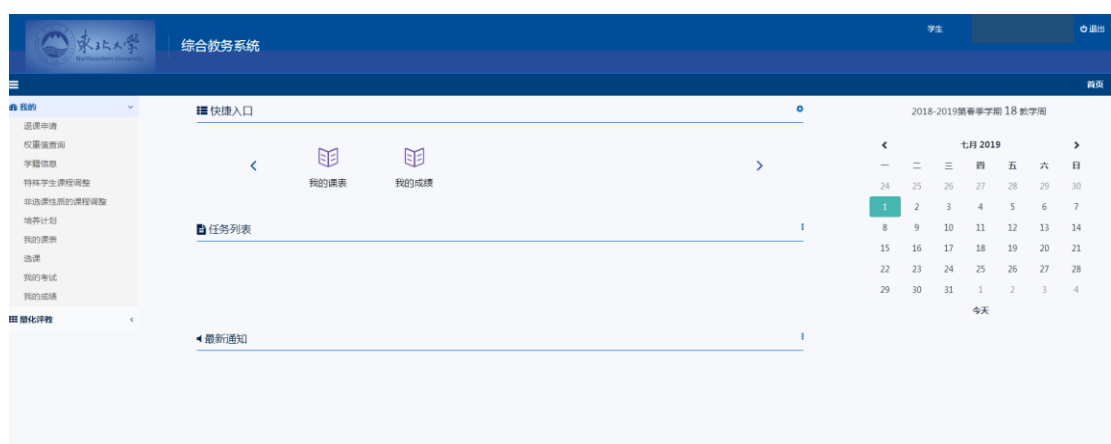 東北大学
Northeastern University
综合教务系统
学生
退出
首页
我的
退课申请
权重值查询
学籍信息
特殊学生课程调整
非选课性质的课程调整
培养计划
我的课表
选课
我的考试
我的成绩
量化评教
快捷入口
我的课表
我的成绩
任务列表
最新通知
2018-2019第春季学期 18 教学周
七月 2019
一 二 三 四 五 六 日
24 25 26 27 28 29 30
1 2 3 4 5 6 7
8 9 10 11 12 13 14
15 16 17 18 19 20 21
22 23 24 25 26 27 28
29 30 31 1 2 3 4
今天